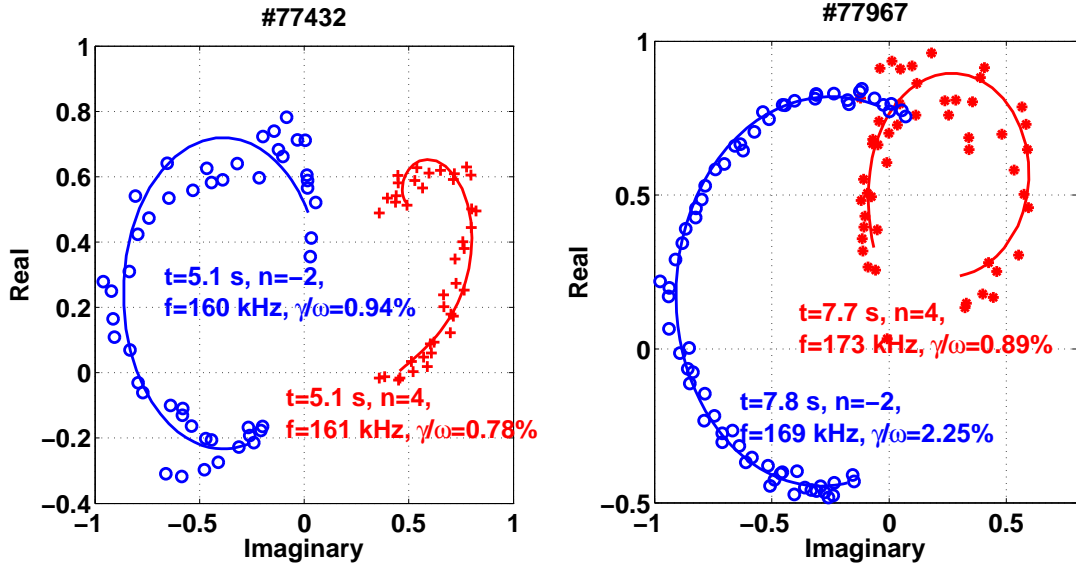 #77432
1
0.8
0.6
0.4
0.2
0
−0.2
−0.4
Real
−1
−0.5
0
0.5
1
Imaginary
t=5.1 s, n=−2,
f=160 kHz, γ/ω=0.94%
t=5.1 s, n=4,
f=161 kHz, γ/ω=0.78%
#77967
1
0.5
0
−0.5
Real
−1
−0.5
0
0.5
Imaginary
t=7.7 s, n=4,
f=173 kHz, γ/ω=0.89%
t=7.8 s, n=−2,
f=169 kHz, γ/ω=2.25%